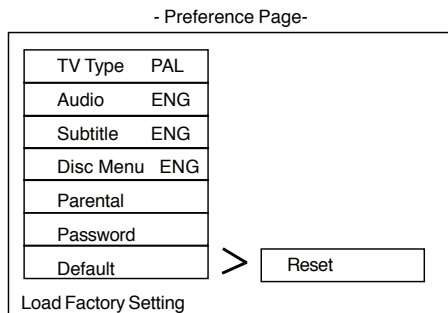 - Preference Page-
TV Type PAL
Audio ENG
Subtitle ENG
Disc Menu ENG
Parental
Password
Default > Reset
Load Factory Setting